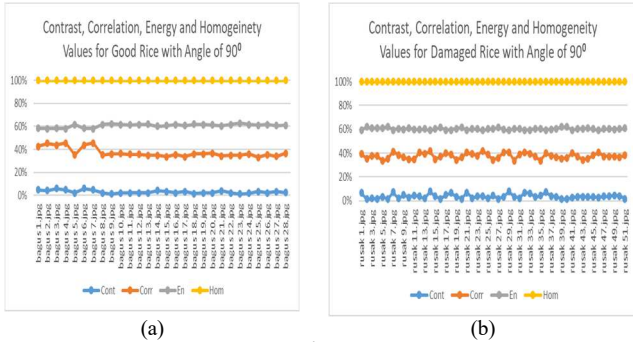 Contrast, Correlation, Energy and Homogeinety
Values for Good Rice with Angle of 90⁰
100%
80%
60%
40%
20%
0%
bagus 1.jpg
bagus 2.jpg
bagus 3.jpg
bagus 4.jpg
bagus 5.jpg
bagus 6.jpg
bagus 7.jpg
bagus 8.jpg
bagus 9.jpg
bagus 10.jpg
bagus 11.jpg
bagus 12.jpg
bagus 13.jpg
bagus 14.jpg
bagus 15.jpg
bagus 16.jpg
bagus 17.jpg
bagus 18.jpg
bagus 19.jpg
bagus 20.jpg
bagus 21.jpg
bagus 22.jpg
bagus 23.jpg
bagus 24.jpg
bagus 25.jpg
bagus 26.jpg
bagus 27.jpg
bagus 28.jpg
Cont Corr En Hom
(a)
Contrast, Correlation, Energy and Homogeneity
Values for Damaged Rice with Angle of 90⁰
100%
80%
60%
40%
20%
0%
rusak 1.jpg
rusak 3.jpg
rusak 5.jpg
rusak 7.jpg
rusak 9.jpg
rusak 11.jpg
rusak 13.jpg
rusak 15.jpg
rusak 17.jpg
rusak 19.jpg
rusak 21.jpg
rusak 23.jpg
rusak 25.jpg
rusak 27.jpg
rusak 29.jpg
rusak 31.jpg
rusak 33.jpg
rusak 35.jpg
rusak 37.jpg
rusak 39.jpg
rusak 41.jpg
rusak 43.jpg
rusak 45.jpg
rusak 47.jpg
rusak 49.jpg
rusak 51.jpg
Cont Corr En Hom
(b)